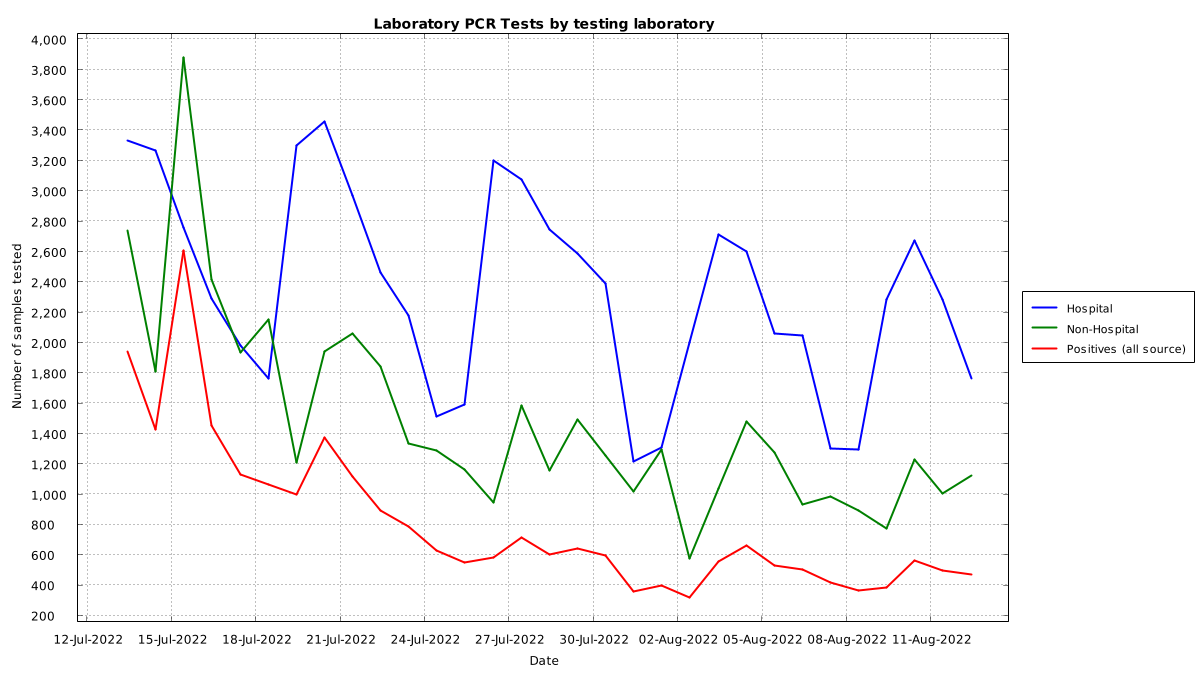 Laboratory PCR Tests by testing laboratory
4,000
3,800
3,600
3,400
3,200
3,000
2,800
2,600
2,400
2,200
2,000
1,800
1,600
1,400
1,200
1,000
800
600
400
200
Number of samples tested
12-Jul-2022 15-Jul-2022 18-Jul-2022 21-Jul-2022 24-Jul-2022 27-Jul-2022 30-Jul-2022 02-Aug-2022 05-Aug-2022 08-Aug-2022 11-Aug-2022
Date
Hospital
Non-Hospital
Positives (all source)